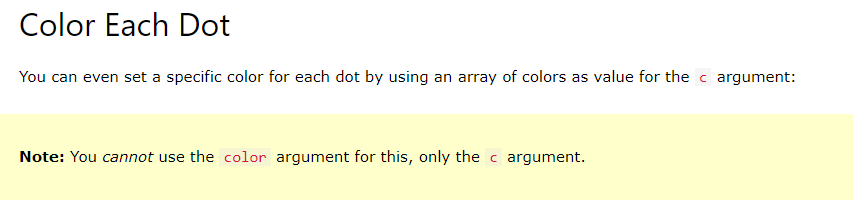 Color Each Dot
You can even set a specific color for each dot by using an array of colors as value for the c argument:
Note: You cannot use the color argument for this, only the c argument.